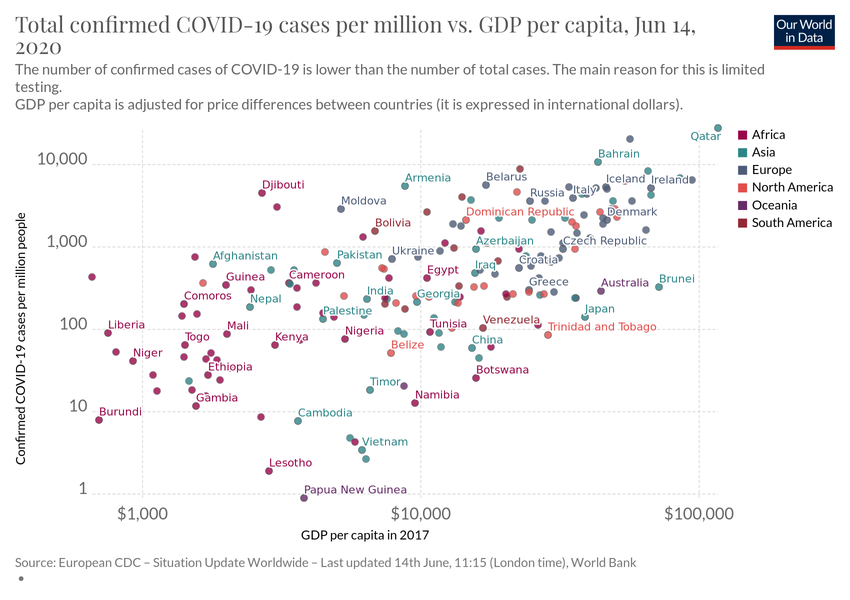 Total confirmed COVID-19 cases per million vs. GDP per capita, Jun 14,
2020
Our World
in Data
The number of confirmed cases of COVID-19 is lower than the number of total cases. The main reason for this is limited
testing.
GDP per capita is adjusted for price differences between countries (it is expressed in international dollars).
Qatar
Africa
Asia
Europe
North America
Oceania
South America
10,000
Bahrain
Djibouti
Armenia
Belarus
Iceland
Ireland
Russia
Italy
Moldova
Dominican Republic
Denmark
Bolivia
1,000
Ukraine
Azerbaijan
Czech Republic
Afghanistan
Pakistan
Croatia
Iraq
Guinea
Cameroon
Egypt
Greece
Australia
Brunei
Comoros
Nepal
India
Georgia
Palestine
Japan
100
Liberia
Mali
Nigeria
Tunisia
Venezuela
Trinidad and Tobago
Togo
Kenya
Belize
China
Niger
Ethiopia
Timor
Botswana
Gambia
Namibia
10
Burundi
Cambodia
Vietnam
Lesotho
1
Papua New Guinea
$1,000
$10,000
$100,000
Confirmed COVID-19 cases per million people
GDP per capita in 2017
Source: European CDC – Situation Update Worldwide – Last updated 14th June, 11:15 (London time), World Bank